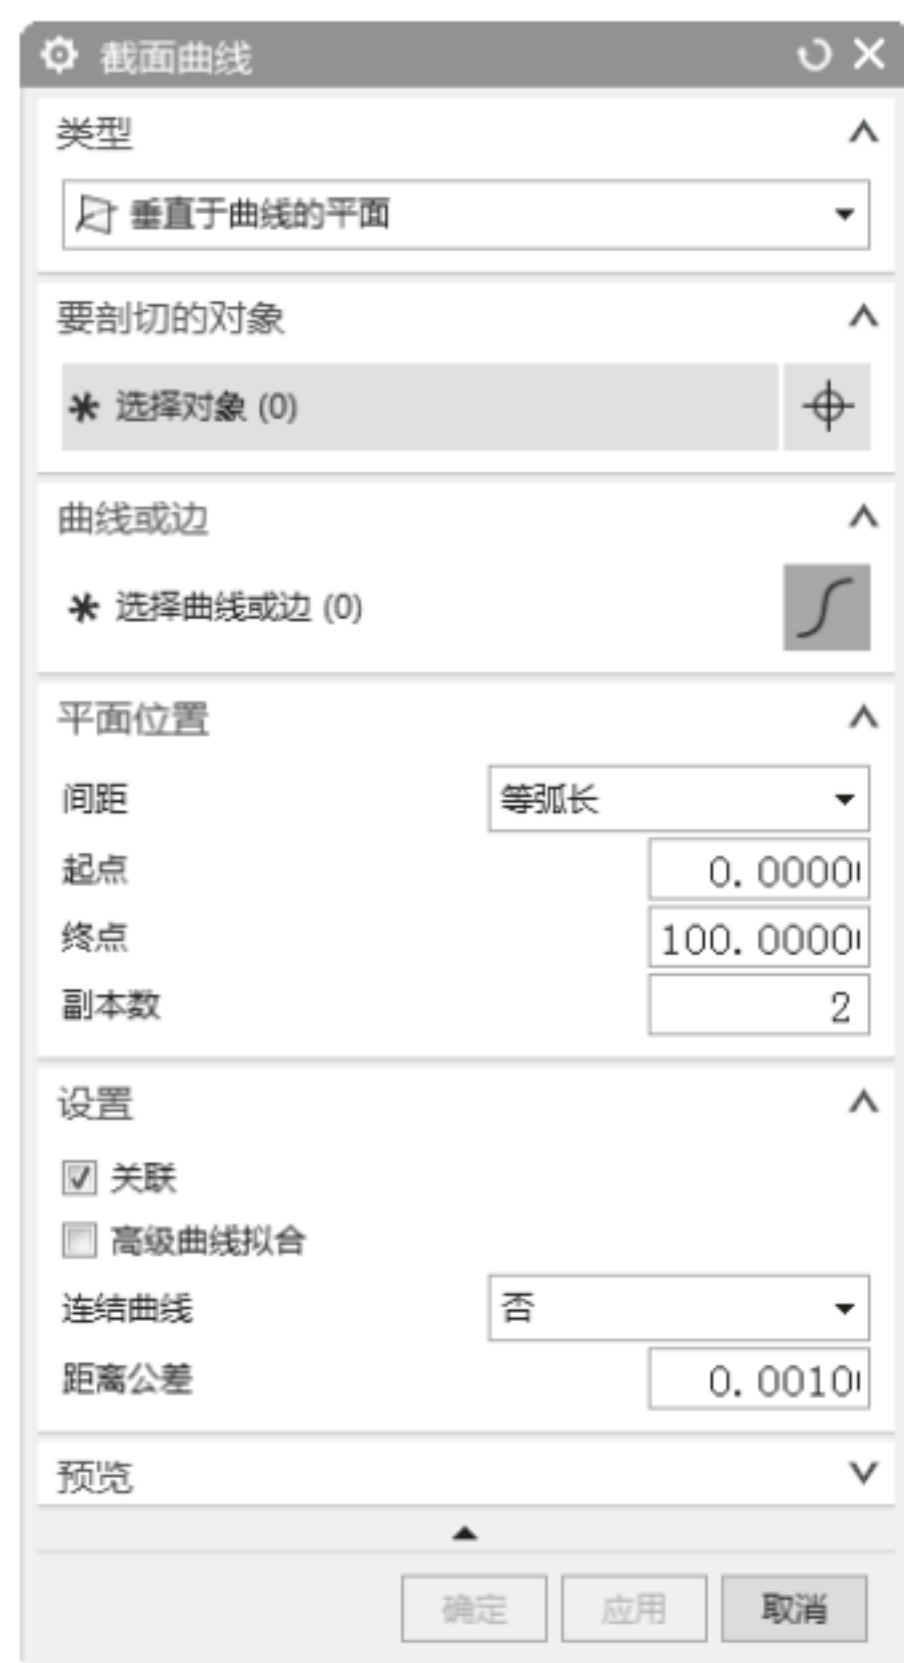 截面曲线
类型
垂直于曲线的平面
要剖切的对象
* 选择对象 (0)
曲线或边
* 选择曲线或边 (0)
平面位置
间距 等弧长
起点 0.0000
终点 100.0000
副本数 2
设置
关联
高级曲线拟合
连结曲线 否
距离公差 0.0010
预览
确定 应用 取消